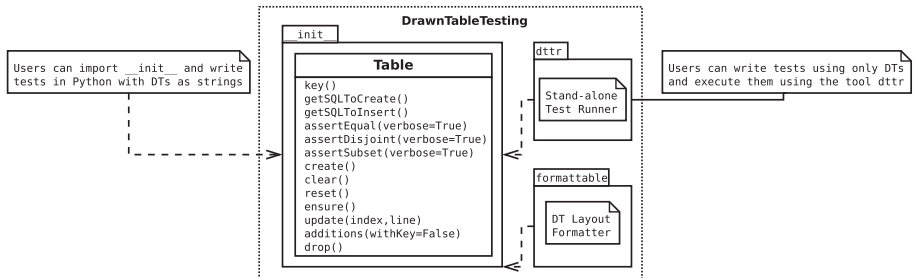 DrawnTableTesting
__init__
Users can import __init__ and write
tests in Python with DTs as strings
Table
key()
getSQLToCreate()
getSQLToInsert()
assertEqual(verbose=True)
assertDisjoint(verbose=True)
assertSubset(verbose=True)
create()
clear()
reset()
ensure()
update(index,line)
additions(withKey=False)
drop()
dttr
Stand-alone
Test Runner
Users can write tests using only DTs
and execute them using the tool dttr
formattable
DT Layout
Formatter